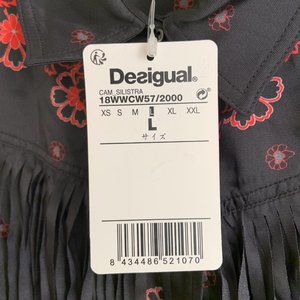 Desigual®
CAM_SILISTRA
18WWCW57/2000
XS S M L XL XXL
L
サイズ
8 434486 521070